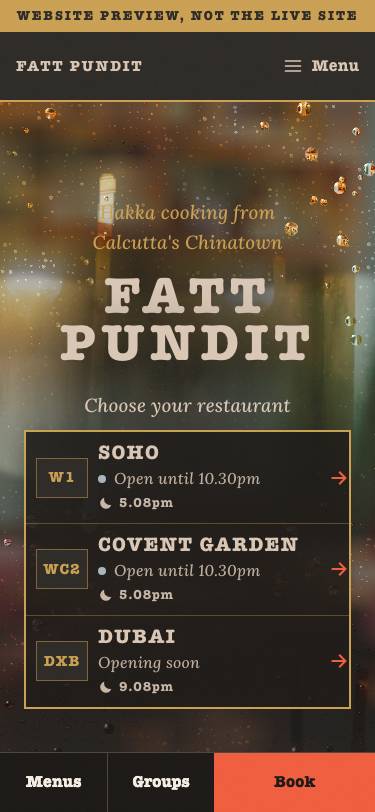 WEBSITE PREVIEW, NOT THE LIVE SITE
FATT PUNDIT
Menu
Hakka cooking from
Calcutta's Chinatown
FATT
PUNDIT
Choose your restaurant
W1
SOHO
Open until 10.30pm
5.08pm
WC2
COVENT GARDEN
Open until 10.30pm
5.08pm
DXB
DUBAI
Opening soon
9.08pm
Menus
Groups
Book